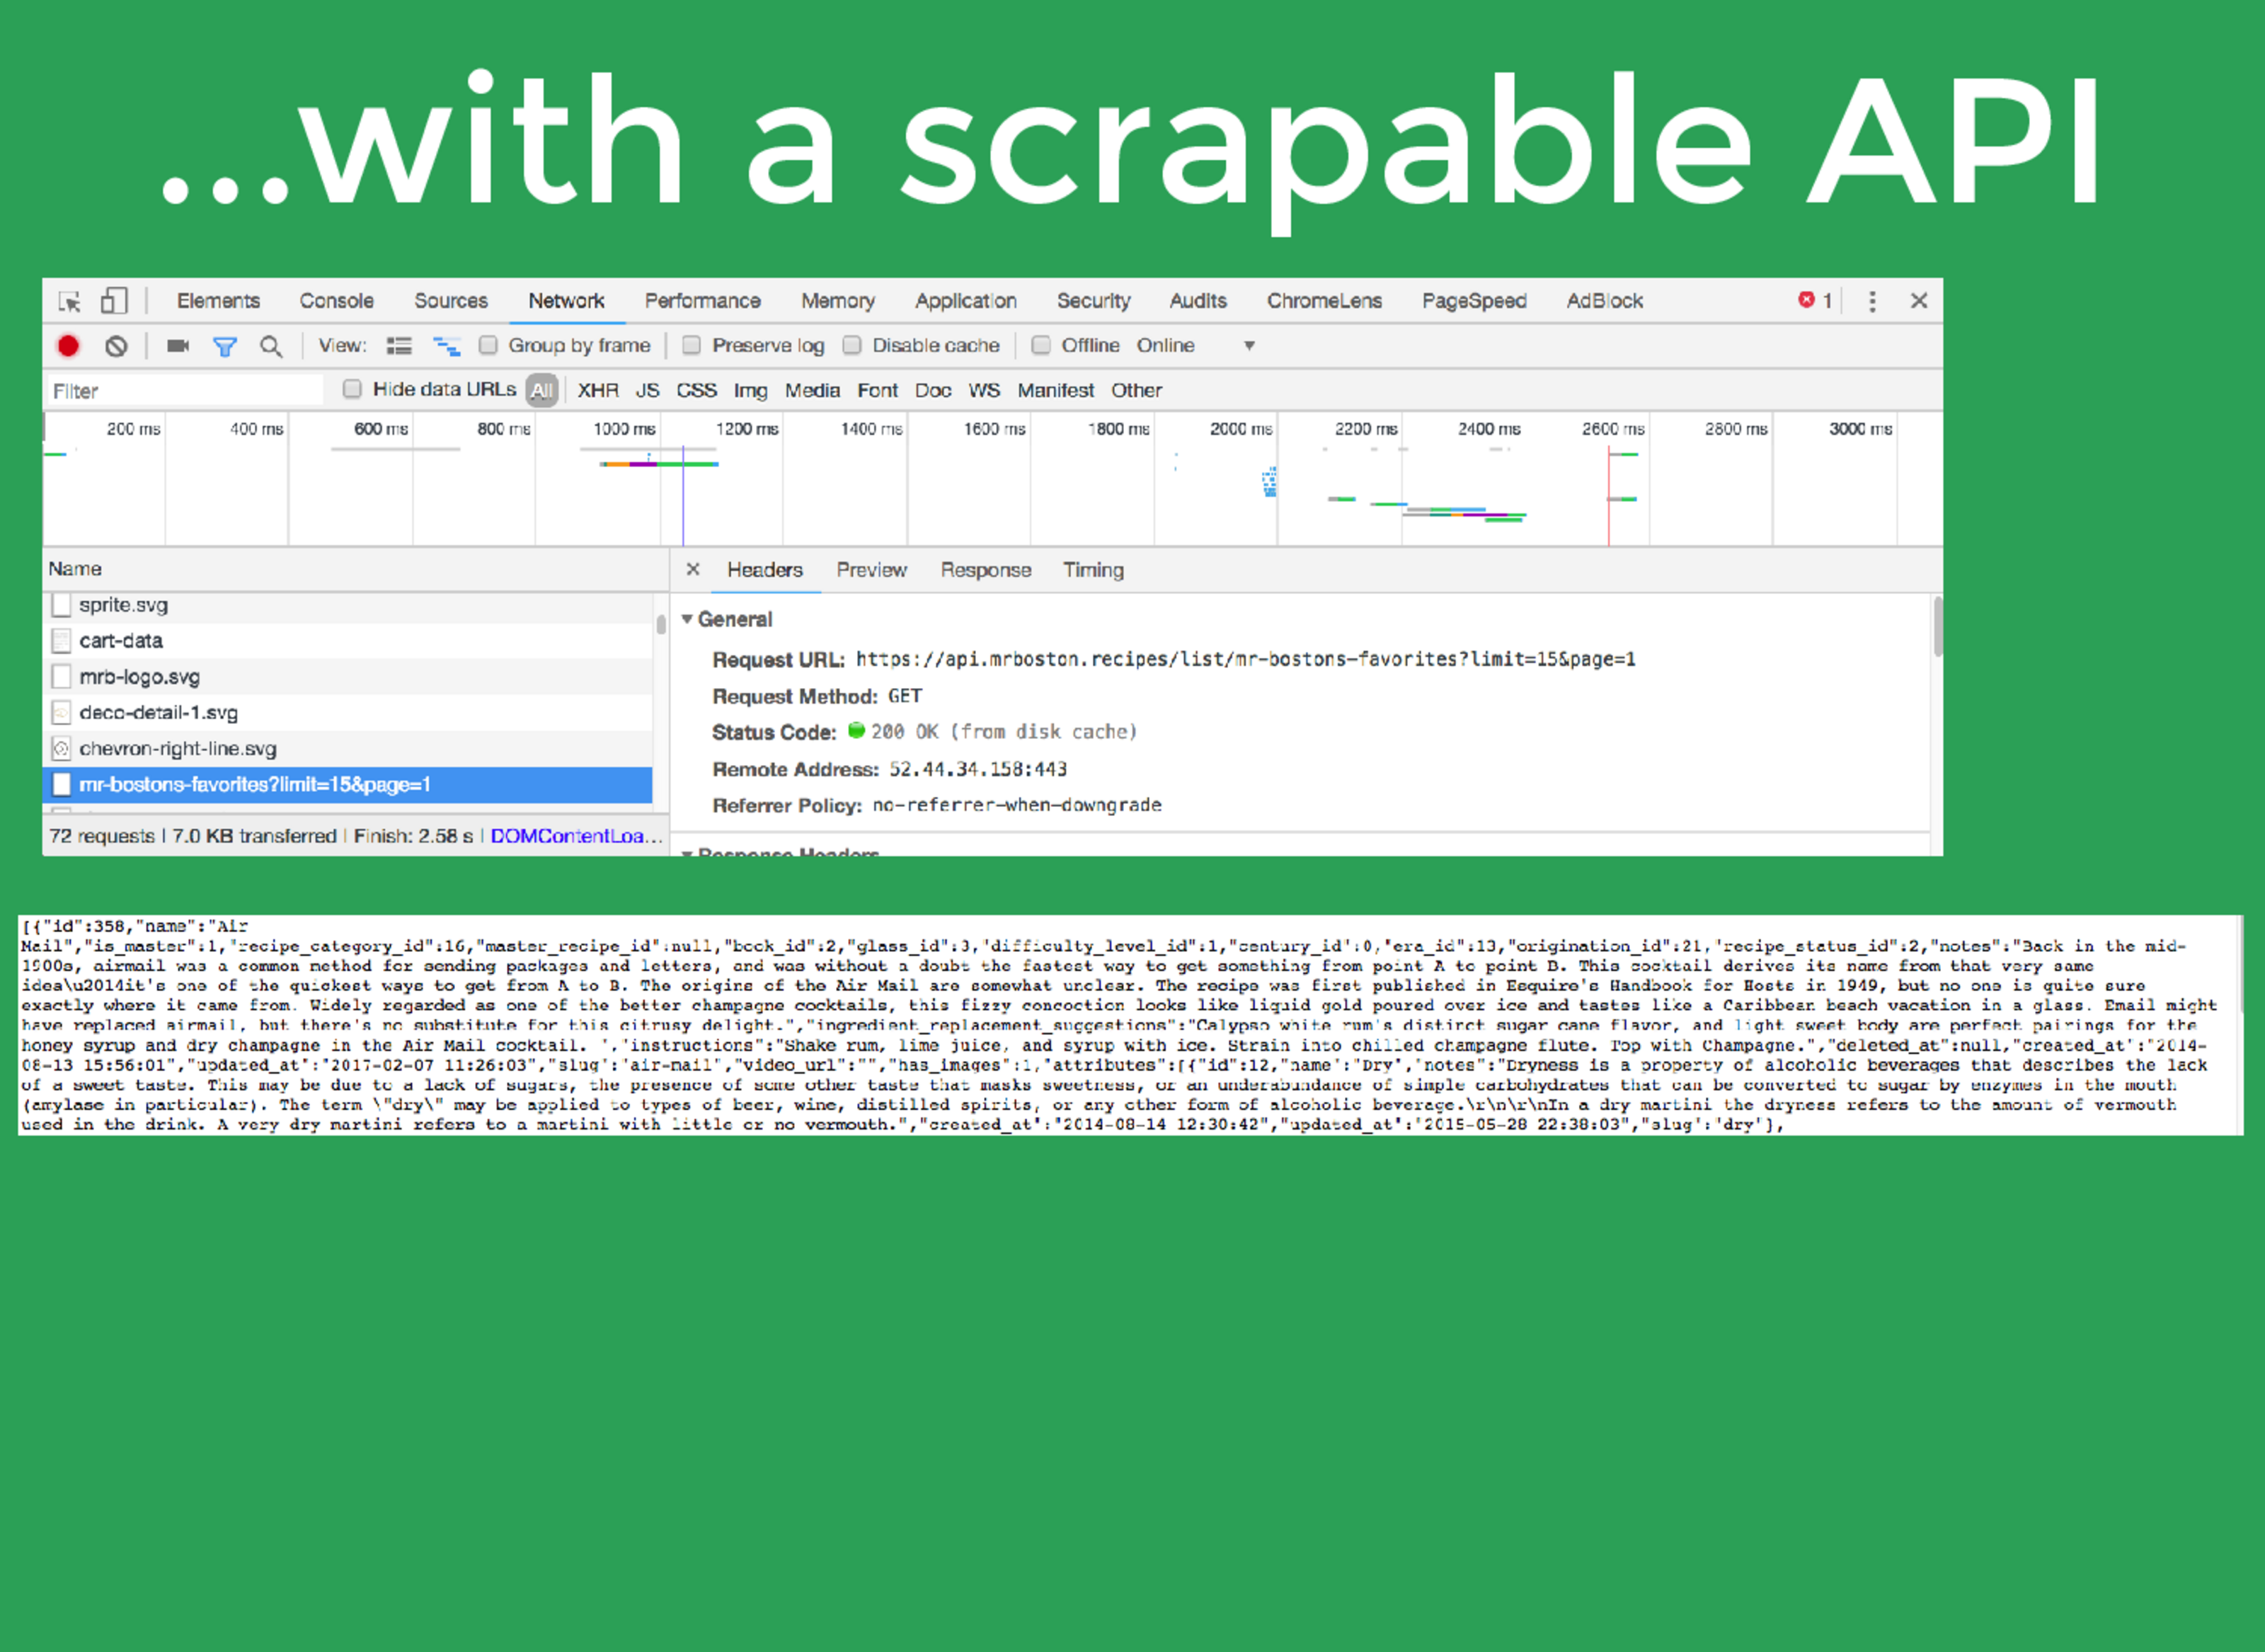 ...with a scrapable API
Elements Console Sources Network Performance Memory Application Security Audits ChromeLens PageSpeed AdBlock 1
View: Group by frame Preserve log Disable cache Offline Online
Filter Hide data URLs All XHR JS CSS Img Media Font Doc WS Manifest Other
200 ms 400 ms 600 ms 800 ms 1000 ms 1200 ms 1400 ms 1600 ms 1800 ms 2000 ms 2200 ms 2400 ms 2600 ms 2800 ms 3000 ms
Name
sprite.svg
cart-data
mrb-logo.svg
deco-detail-1.svg
chevron-right-line.svg
mr-bostons-favorites?limit=15&page=1
72 requests | 7.0 KB transferred | Finish: 2.58 s | DOMContentLoa...
Headers Preview Response Timing
General
Request URL: https://api.mrboston.recipes/list/mr-bostons-favorites?limit=15&page=1
Request Method: GET
Status Code: 200 OK (from disk cache)
Remote Address: 52.44.34.158:443
Referrer Policy: no-referrer-when-downgrade
Response Headers
[{"id":358,"name":"Air
Mail","is_master":1,"recipe_category_id":16,"master_recipe_id":null,"book_id":2,"glass_id":3,"difficulty_level_id":1,"century_id":0,"era_id":13,"origination_id":21,"recipe_status_id":2,"notes":"Back in the mid-
1900s, airmail was a common method for sending packages and letters, and was without a doubt the fastest way to get something from point A to point B. This cocktail derives its name from that very same
idea\u2014it's one of the quickest ways to get from A to B. The origins of the Air Mail are somewhat unclear. The recipe was first published in Esquire's Handbook for Hosts in 1949, but no one is quite sure
exactly where it came from. Widely regarded as one of the better champagne cocktails, this fizzy concoction looks like liquid gold poured over ice and tastes like a Caribbean beach vacation in a glass. Email might
have replaced airmail, but there's no substitute for this citrusy delight.","ingredient_replacement_suggestions":"Calypso white rum's distinct sugar cane flavor, and light sweet body are perfect pairings for the
honey syrup and dry champagne in the Air Mail cocktail. ","instructions":"Shake rum, lime juice, and syrup with ice. Strain into chilled champagne flute. Top with Champagne.","deleted_at":null,"created_at":"2014-
08-13 15:56:01","updated_at":"2017-02-07 11:26:03","slug":"air-mail","video_url":"","has_images":1,"attributes":[{"id":12,"name":"Dry","notes":"Dryness is a property of alcoholic beverages that describes the lack
of a sweet taste. This may be due to a lack of sugars, the presence of some other taste that masks sweetness, or an underabundance of simple carbohydrates that can be converted to sugar by enzymes in the mouth
(amylase in particular). The term \"dry\" may be applied to types of beer, wine, distilled spirits, or any other form of alcoholic beverage.\r\n\r\nIn a dry martini the dryness refers to the amount of vermouth
used in the drink. A very dry martini refers to a martini with little or no vermouth.","created_at":"2014-08-14 12:30:42","updated_at":"2015-05-28 22:38:03","slug":"dry"},